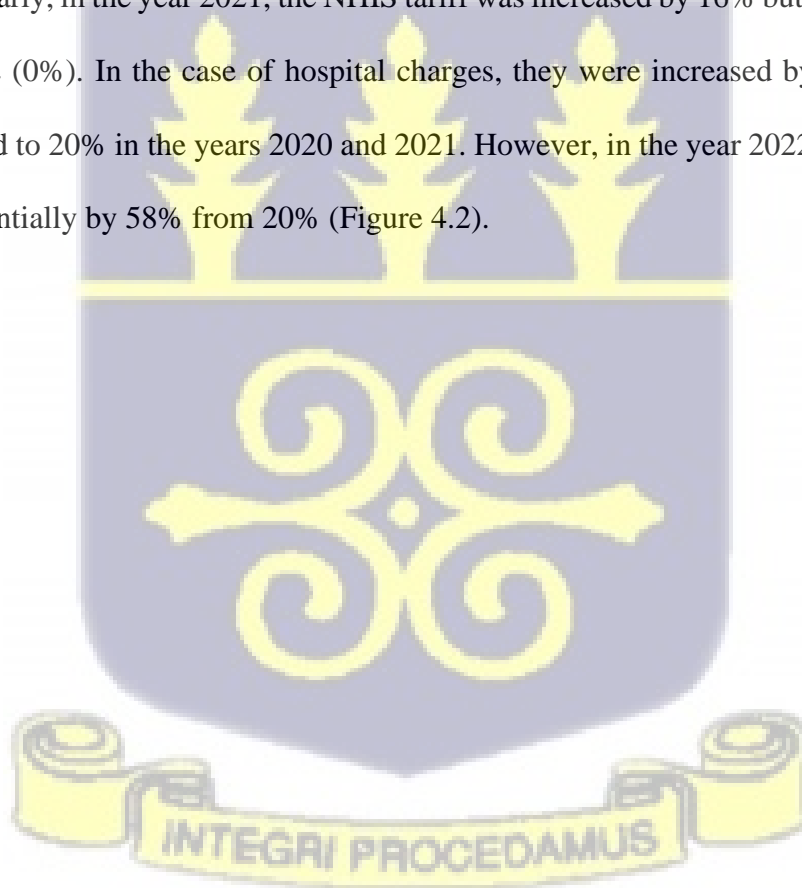 arly, in the year 2021, the NHIS tariff was increased by 16% but
(0%). In the case of hospital charges, they were increased by
d to 20% in the years 2020 and 2021. However, in the year 2022
ntially by 58% from 20% (Figure 4.2).
INTEGRI PROCEDAMUS